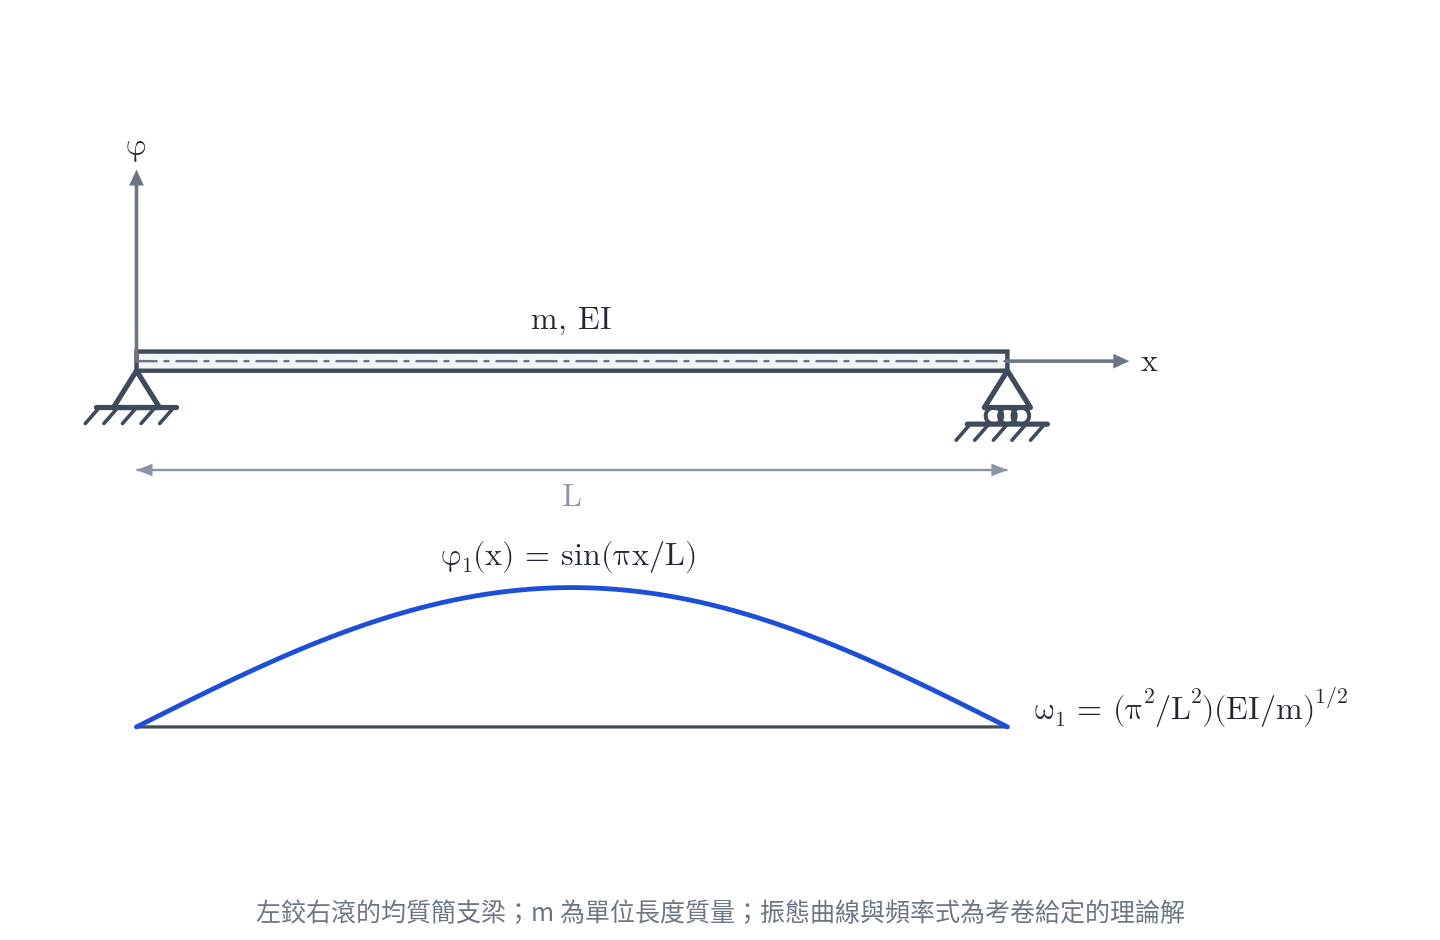 φ
m, EI
x
L
φ₁(x) = sin(πx/L)
ω₁ = (π²/L²)(EI/m)¹/²
左鉸右滾的均質簡支梁；m 為單位長度質量；振態曲線與頻率式為考卷給定的理論解